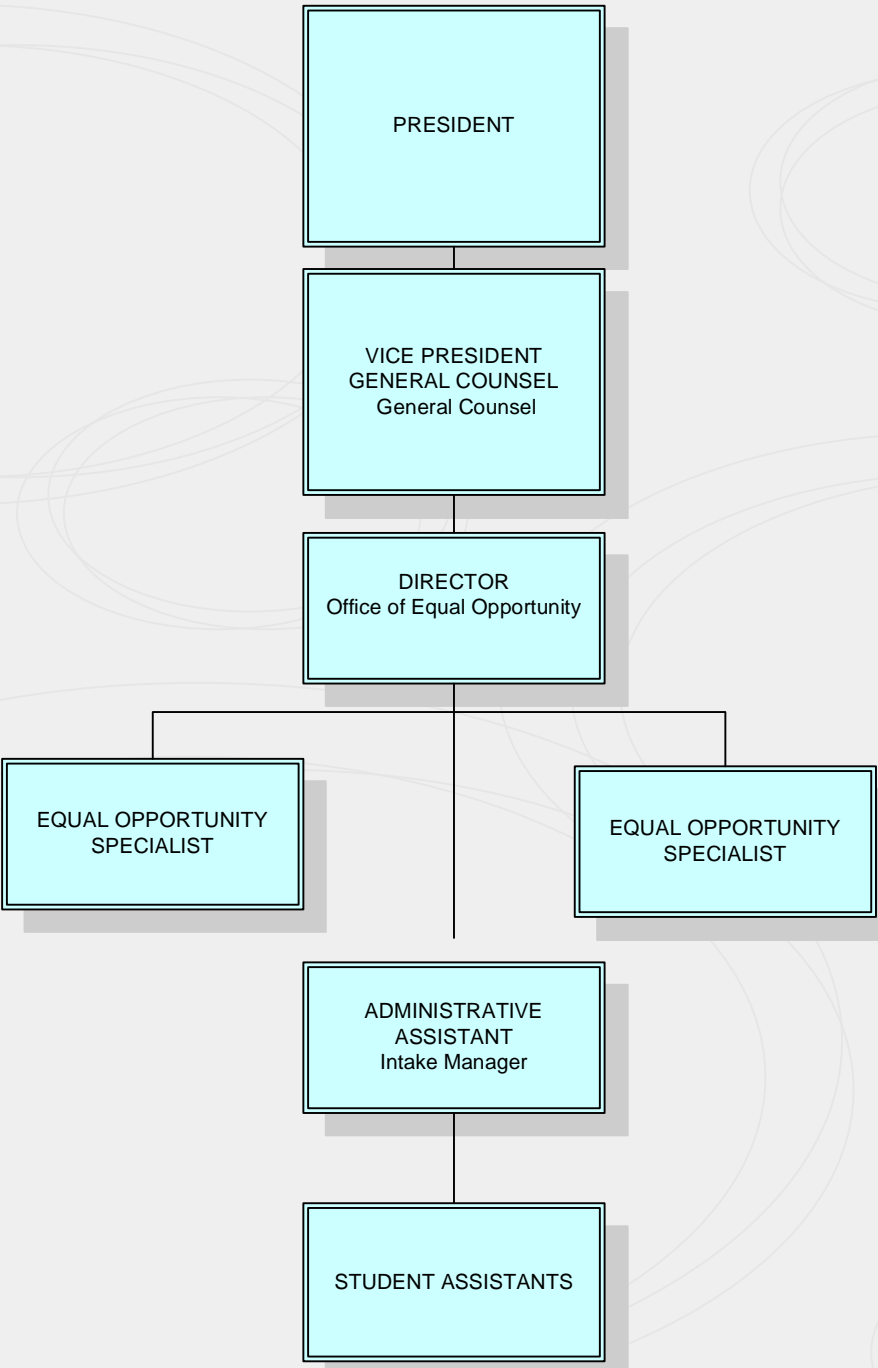 PRESIDENT
VICE PRESIDENT
GENERAL COUNSEL
General Counsel
DIRECTOR
Office of Equal Opportunity
EQUAL OPPORTUNITY
SPECIALIST
EQUAL OPPORTUNITY
SPECIALIST
ADMINISTRATIVE
ASSISTANT
Intake Manager
STUDENT ASSISTANTS